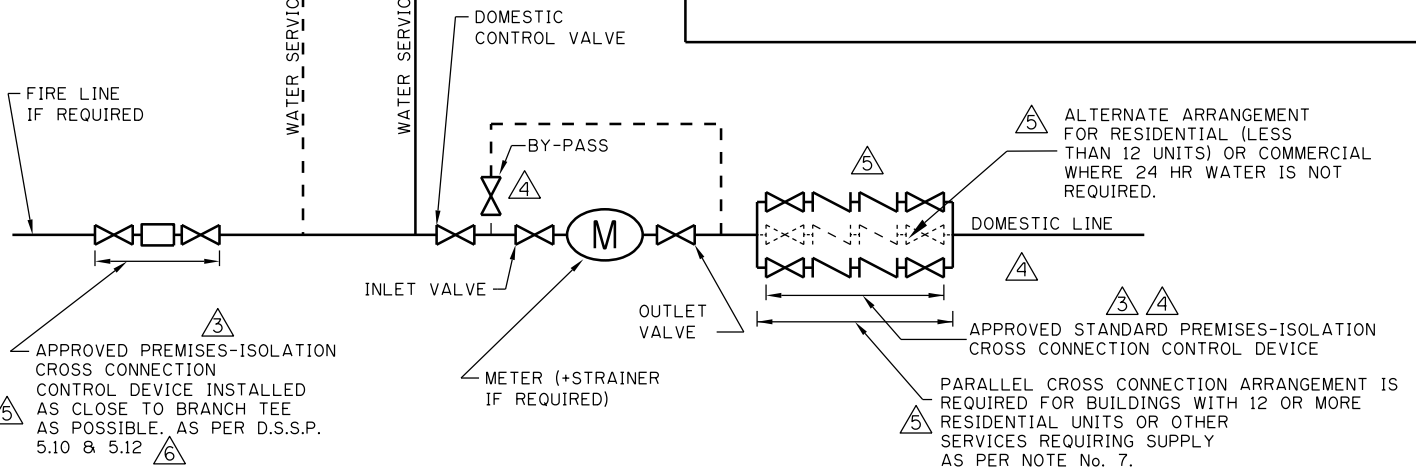 WATER SERVIC
WATER SERVIC
DOMESTIC
CONTROL VALVE
FIRE LINE
IF REQUIRED
BY-PASS
4
5
5
ALTERNATE ARRANGEMENT
FOR RESIDENTIAL (LESS
THAN 12 UNITS) OR COMMERCIAL
WHERE 24 HR WATER IS NOT
REQUIRED.
M
DOMESTIC LINE
4
INLET VALVE
OUTLET
VALVE
METER (+STRAINER
IF REQUIRED)
3
APPROVED PREMISES-ISOLATION
CROSS CONNECTION
CONTROL DEVICE INSTALLED
5
AS CLOSE TO BRANCH TEE
AS POSSIBLE. AS PER D.S.S.P.
5.10 & 5.12
6
3 4
APPROVED STANDARD PREMISES-ISOLATION
CROSS CONNECTION CONTROL DEVICE
PARALLEL CROSS CONNECTION ARRANGEMENT IS
REQUIRED FOR BUILDINGS WITH 12 OR MORE
5
RESIDENTIAL UNITS OR OTHER
SERVICES REQUIRING SUPPLY
AS PER NOTE No. 7.